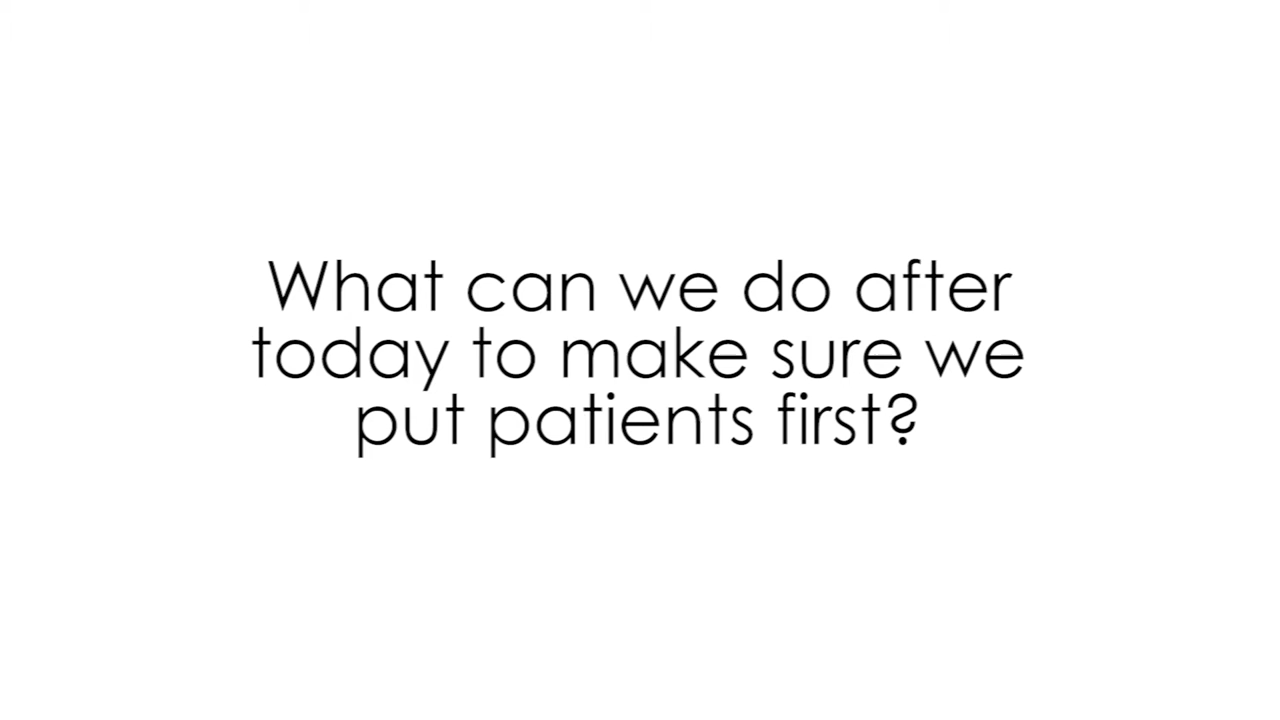 What can we do after
today to make sure we
put patients first?